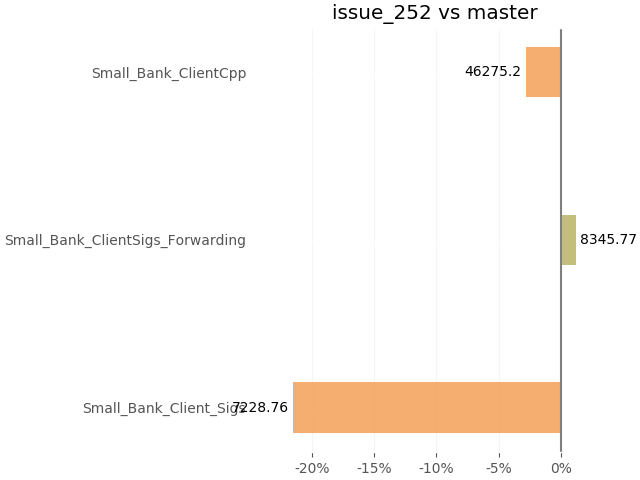 issue_252 vs master
Small_Bank_ClientCpp
46275.2
Small_Bank_ClientSigs_Forwarding
8345.77
Small_Bank_Client_Sigs
7228.76
-20% -15% -10% -5% 0%